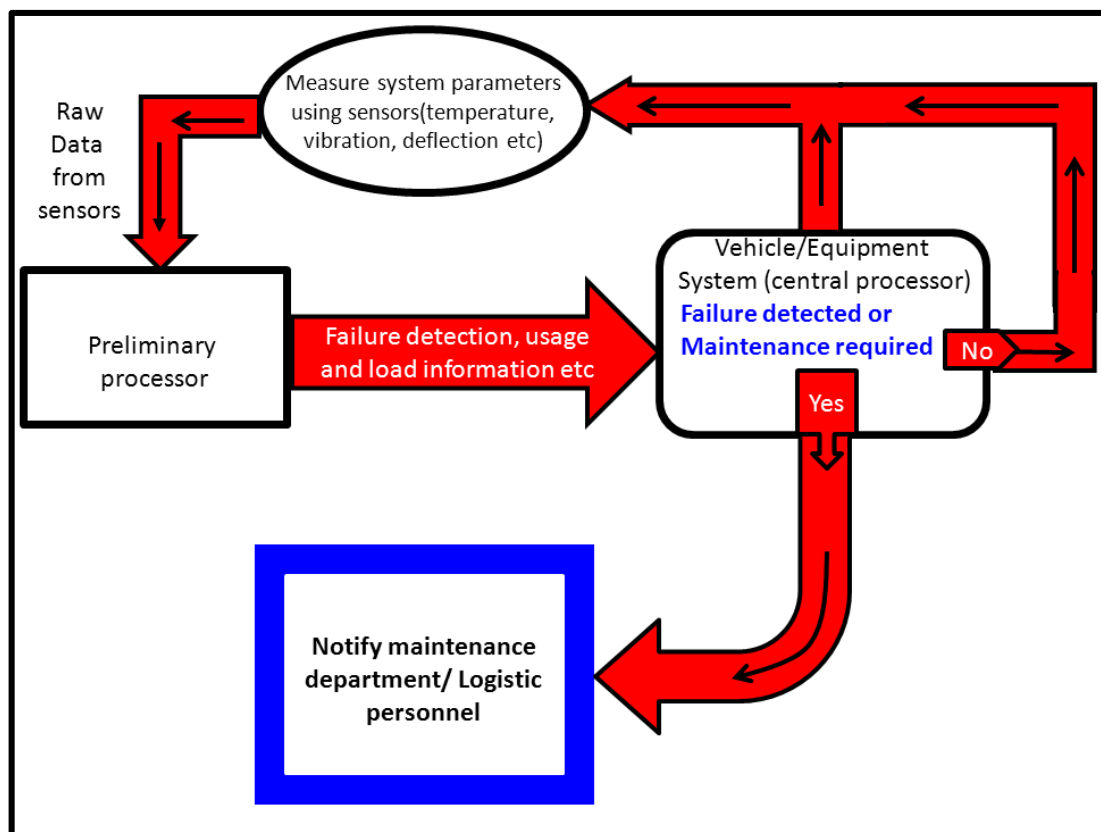 Measure system parameters
using sensors(temperature,
vibration, deflection etc)
Raw
Data
from
sensors
Preliminary
processor
Failure detection, usage
and load information etc
Vehicle/Equipment
System (central processor)
Failure detected or
Maintenance required
No
Yes
Notify maintenance
department/ Logistic
personnel